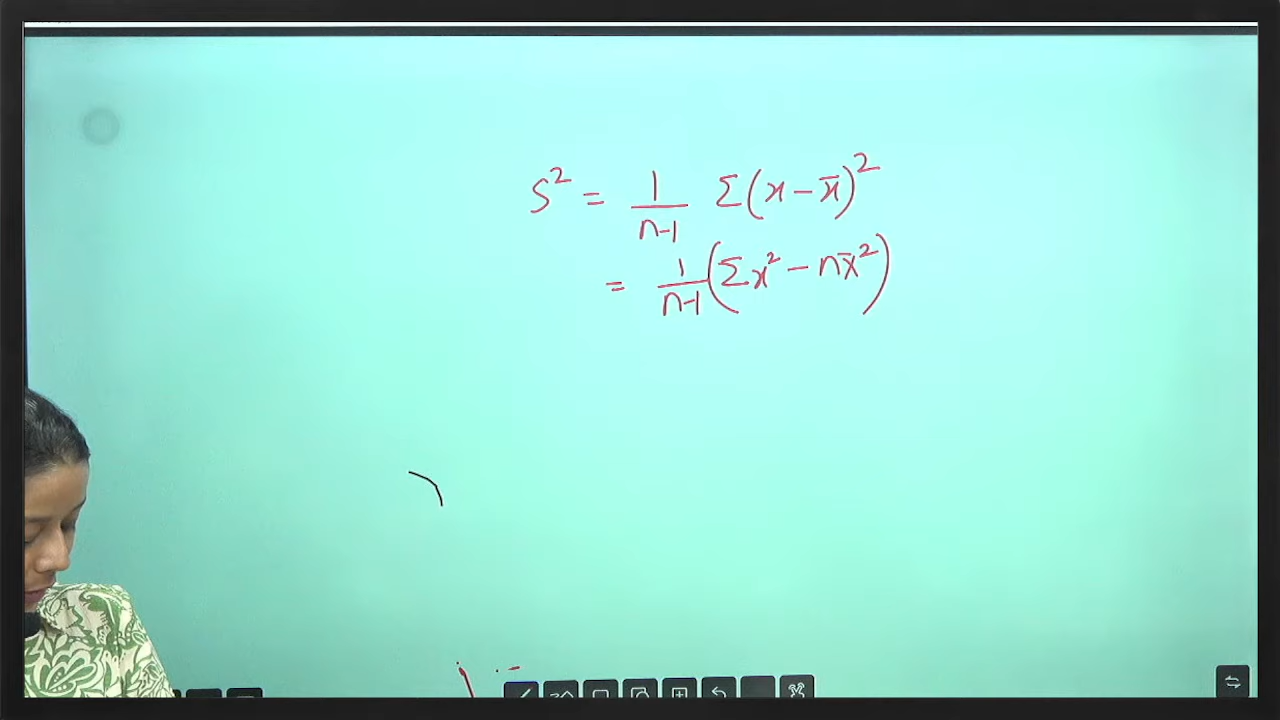 S² = 1/n-1 Σ(x - x̄)²
= 1/n-1 (Σx² - nx̄²)